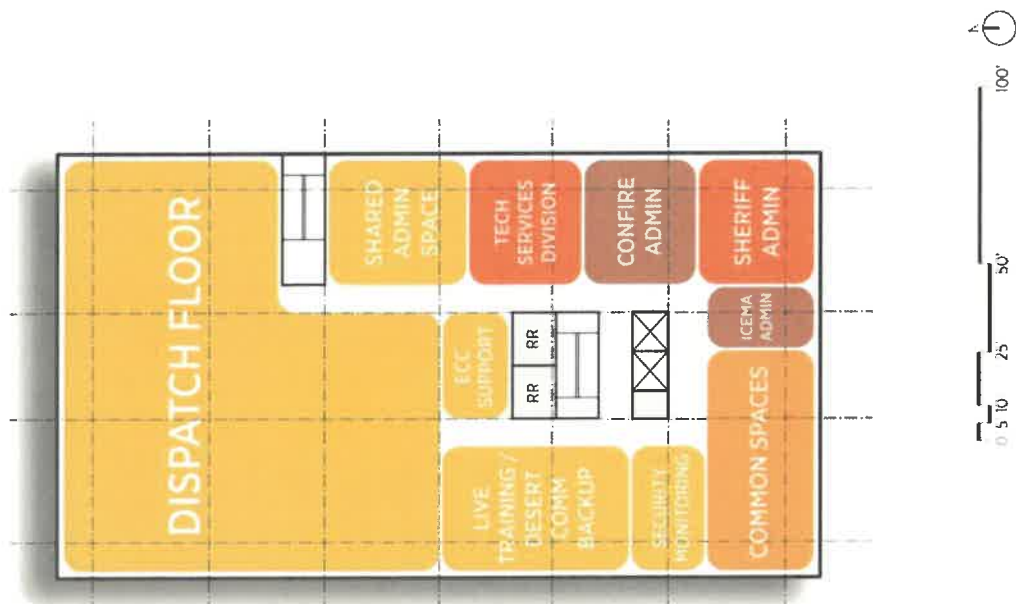 DISPATCH FLOOR
SHARED
ADMIN
SPACE
TECH
SERVICES
DIVISION
CONFIRE
ADMIN
SHERIFF
ADMIN
ECC
SUPPORT
RR
RR
ICEMA
ADMIN
LIVE
TRAINING /
DESERT
COMM
BACKUP
SECURITY
MONITORING
COMMON SPACES
0 5 10 25 50' 100'
N